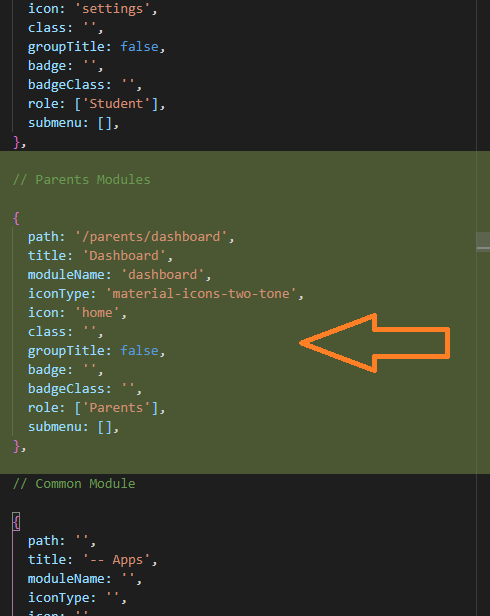 icon: 'settings',
class: '',
groupTitle: false,
badge: '',
badgeClass: '',
role: ['Student'],
submenu: [],
},
// Parents Modules
{
path: '/parents/dashboard',
title: 'Dashboard',
moduleName: 'dashboard',
iconType: 'material-icons-two-tone',
icon: 'home',
class: '',
groupTitle: false,
badge: '',
badgeClass: '',
role: ['Parents'],
submenu: [],
},
// Common Module
{
path: '',
title: '-- Apps',
moduleName: '',
iconType: '',
icon: ''